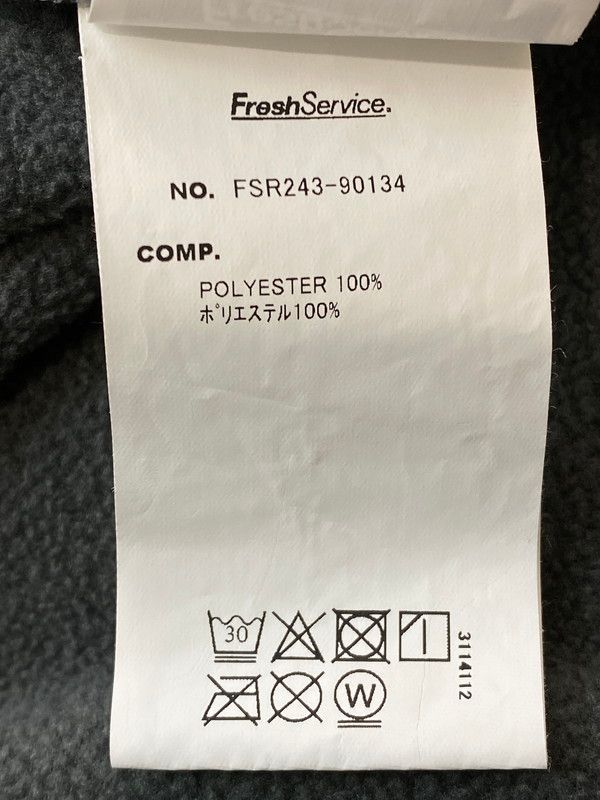 FreshService.
NO. FSR243-90134
COMP.
POLYESTER 100%
ポリエステル100%
30
W
3114112